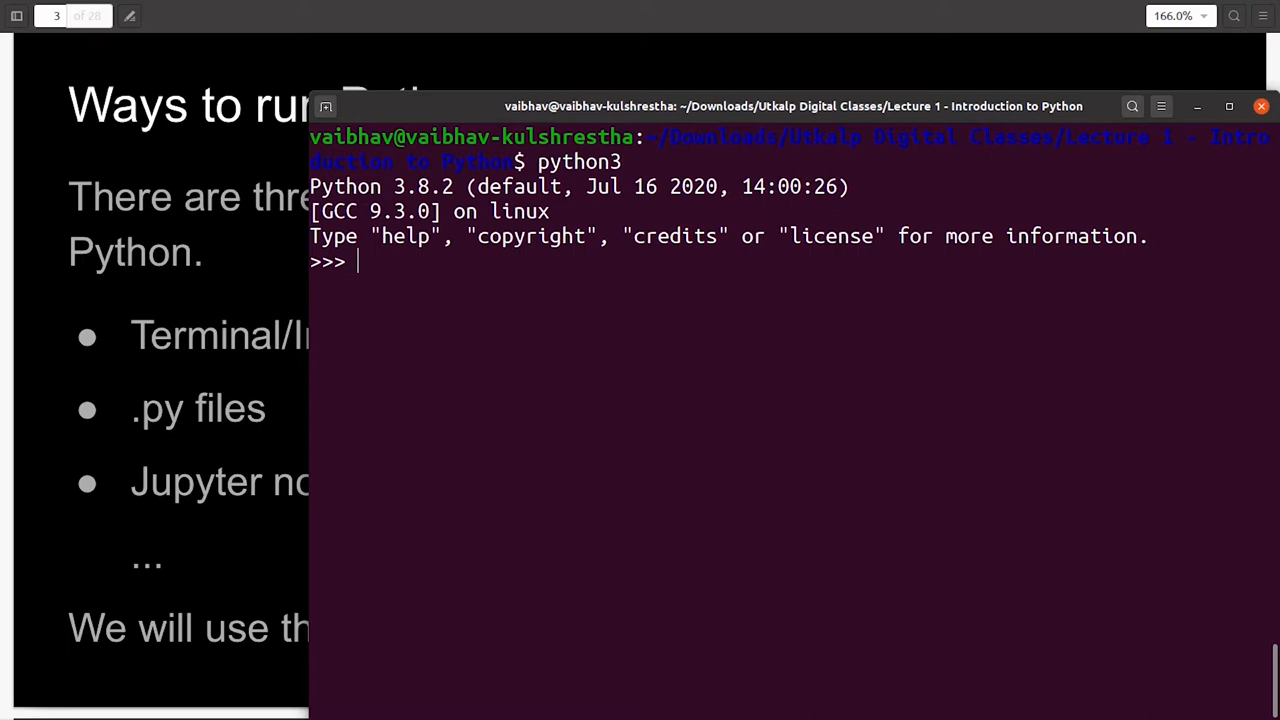 3 of 28
166.0%
Ways to run
There are thre
Python.
● Terminal/I
● .py files
● Jupyter no
...
We will use th
vaibhav@vaibhav-kulshrestha: ~/Downloads/Utkalp Digital Classes/Lecture 1 - Introduction to Python
vaibhav@vaibhav-kulshrestha:~/Downloads/Utkalp Digital Classes/Lecture 1 - Intro
duction to Python$ python3
Python 3.8.2 (default, Jul 16 2020, 14:00:26)
[GCC 9.3.0] on linux
Type "help", "copyright", "credits" or "license" for more information.
>>>